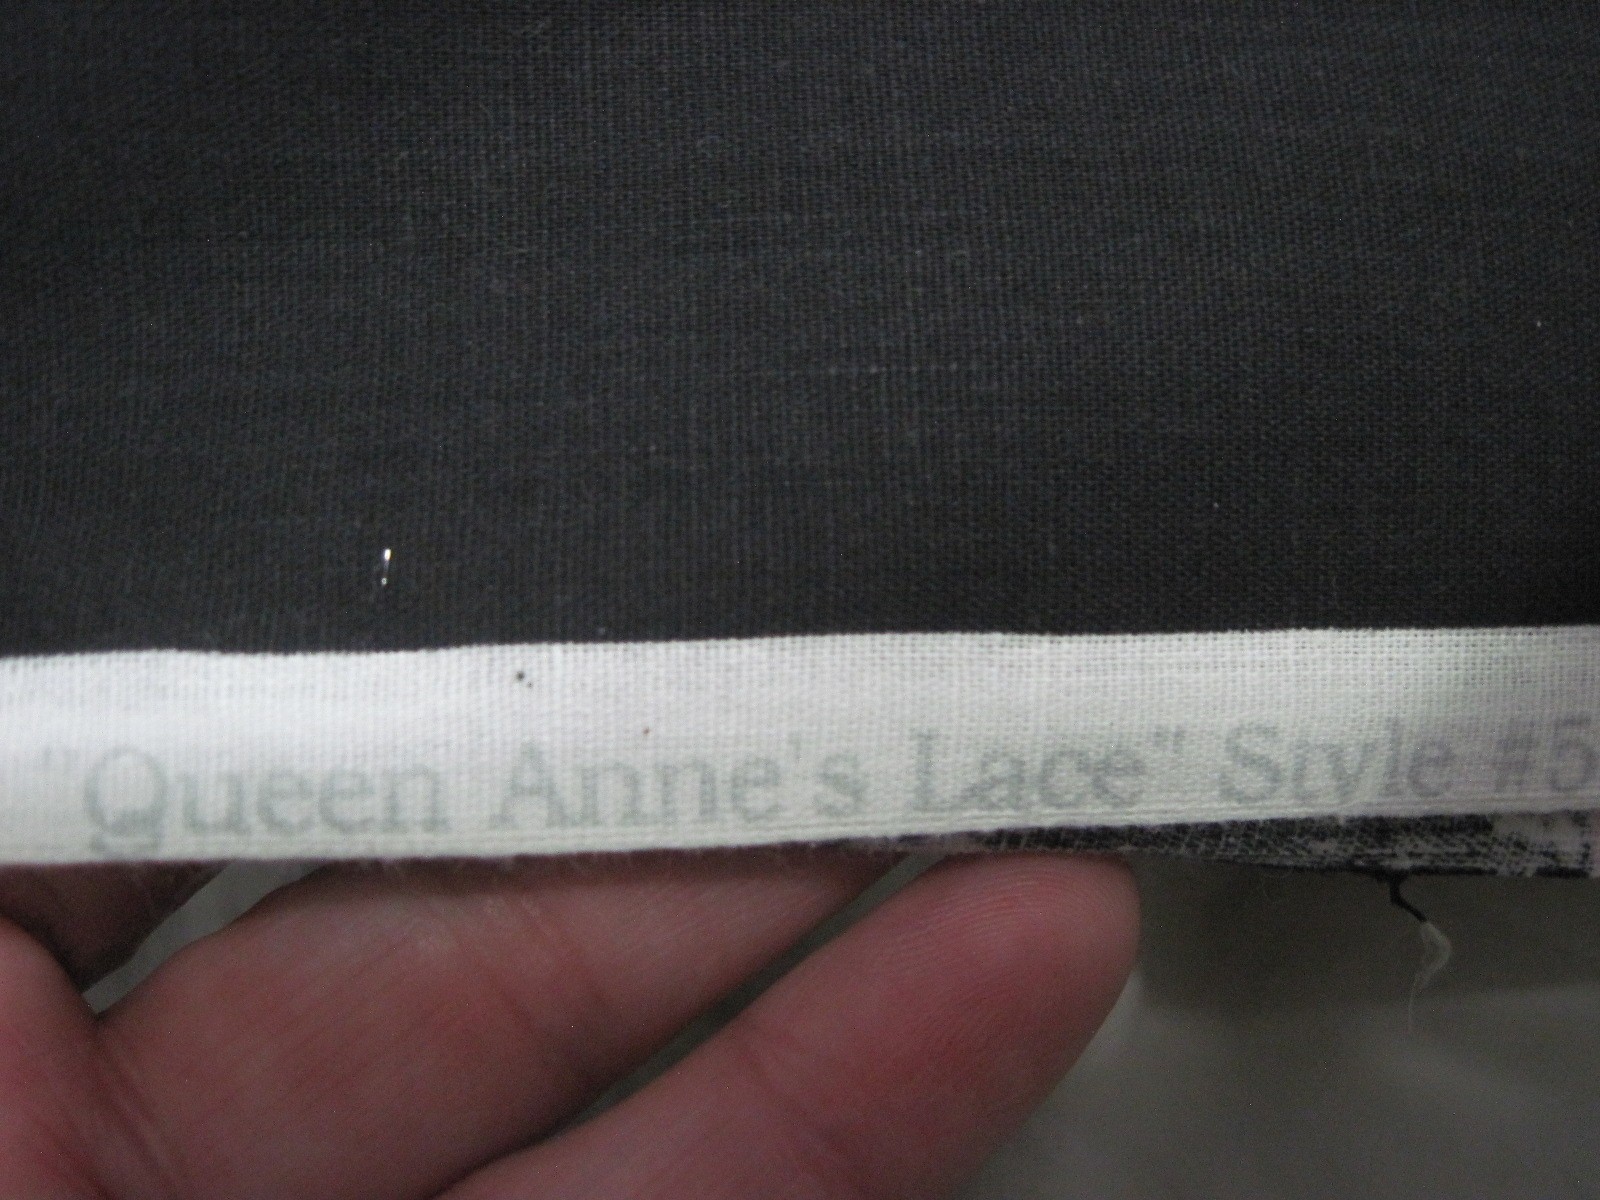 "Queen Anne's Lace" Style #5